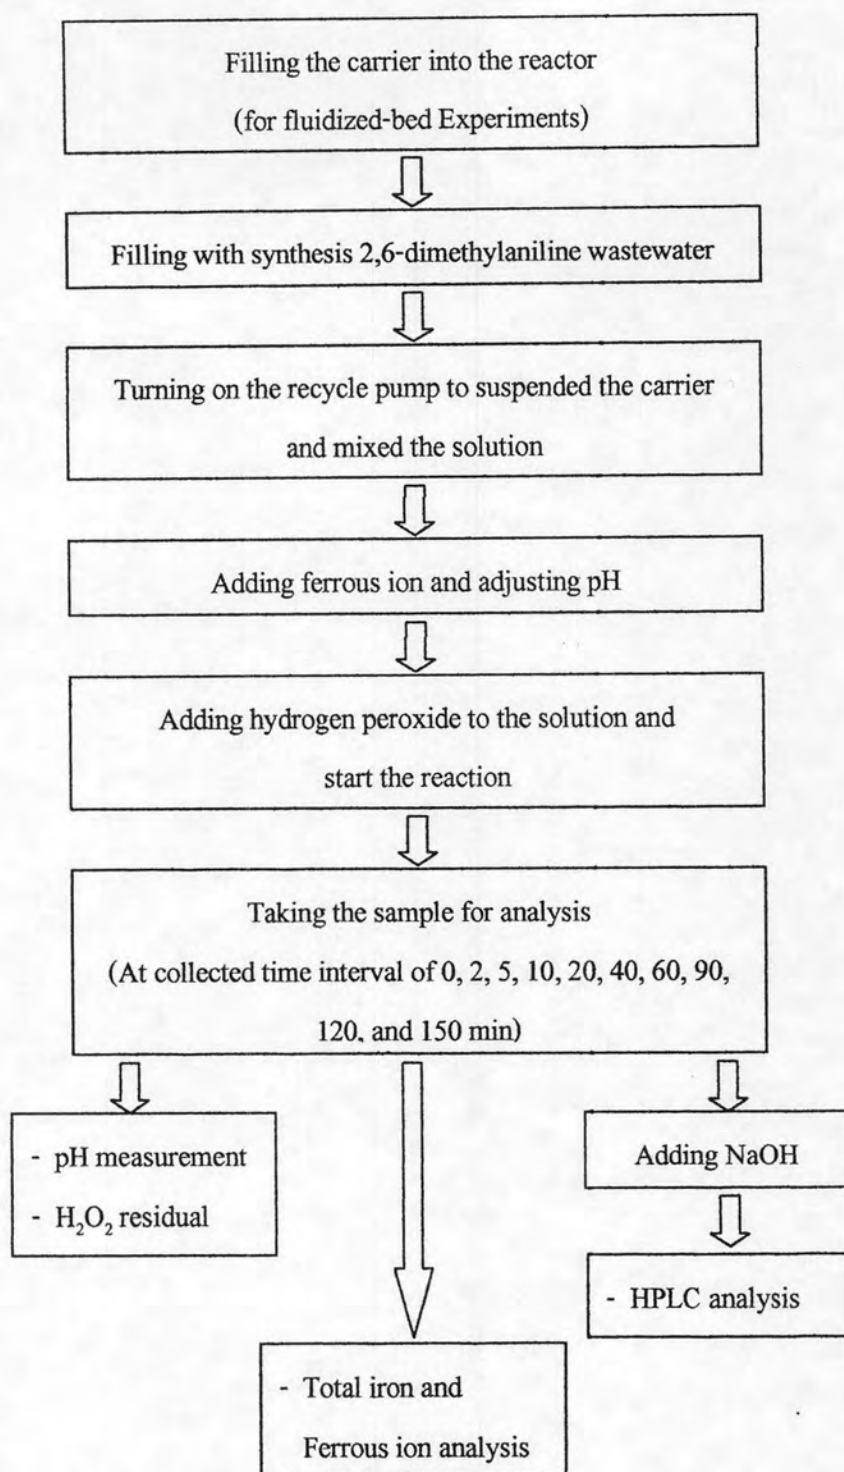 Filling the carrier into the reactor
(for fluidized-bed Experiments)
Filling with synthesis 2,6-dimethylaniline wastewater
Turning on the recycle pump to suspended the carrier
and mixed the solution
Adding ferrous ion and adjusting pH
Adding hydrogen peroxide to the solution and
start the reaction
Taking the sample for analysis
(At collected time interval of 0, 2, 5, 10, 20, 40, 60, 90,
120, and 150 min)
- pH measurement
- H₂O₂ residual
Adding NaOH
- HPLC analysis
- Total iron and
Ferrous ion analysis